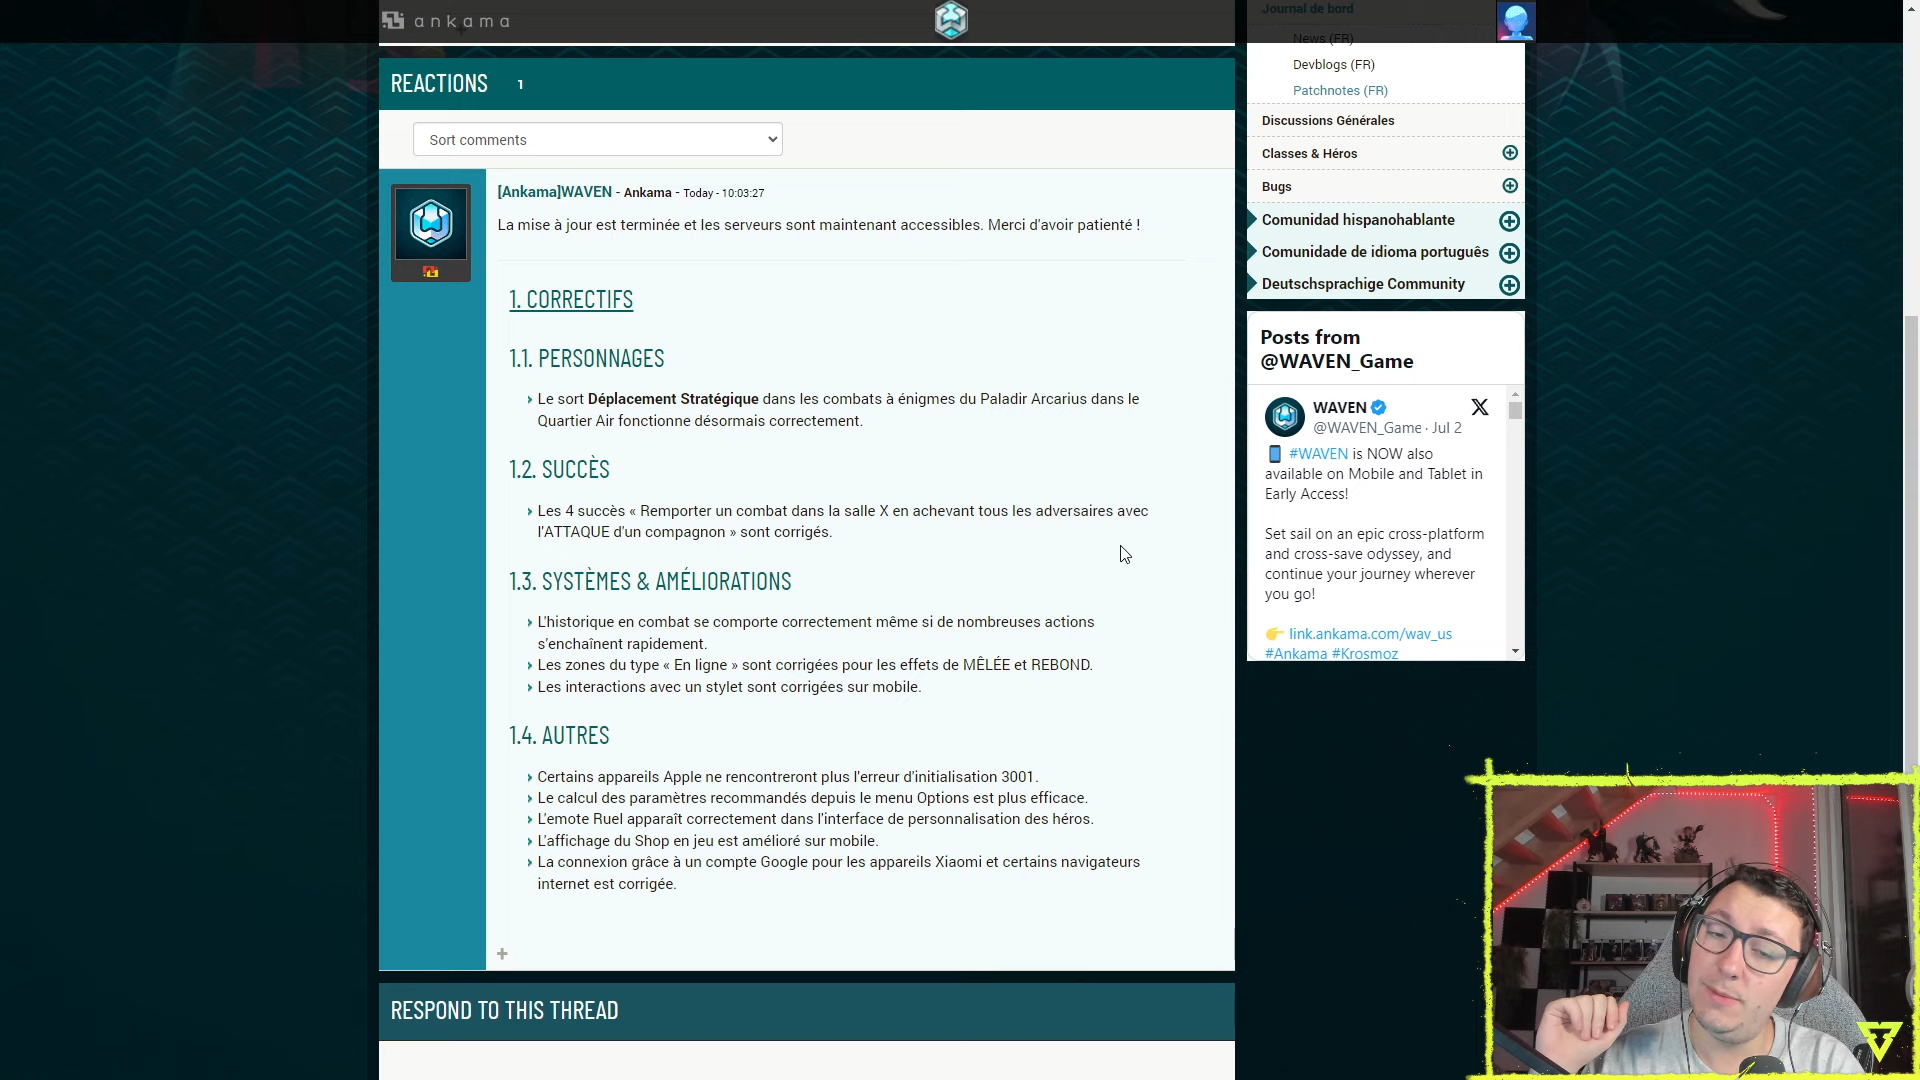 ankama
REACTIONS 1
Sort comments
[Ankama]WAVEN - Ankama - Today - 10:03:27
La mise à jour est terminée et les serveurs sont maintenant accessibles. Merci d'avoir patienté !
1. CORRECTIFS
1.1. PERSONNAGES
Le sort Déplacement Stratégique dans les combats à énigmes du Paladir Arcarius dans le
Quartier Air fonctionne désormais correctement.
1.2. SUCCÈS
Les 4 succès « Remporter un combat dans la salle X en achevant tous les adversaires avec
l'ATTAQUE d'un compagnon » sont corrigés.
1.3. SYSTÈMES & AMÉLIORATIONS
L'historique en combat se comporte correctement même si de nombreuses actions
s'enchaînent rapidement.
Les zones du type « En ligne » sont corrigées pour les effets de MÊLÉE et REBOND.
Les interactions avec un stylet sont corrigées sur mobile.
1.4. AUTRES
Certains appareils Apple ne rencontreront plus l'erreur d'initialisation 3001.
Le calcul des paramètres recommandés depuis le menu Options est plus efficace.
L'emote Ruel apparaît correctement dans l'interface de personnalisation des héros.
L'affichage du Shop en jeu est amélioré sur mobile.
La connexion grâce à un compte Google pour les appareils Xiaomi et certains navigateurs
internet est corrigée.
RESPOND TO THIS THREAD
Journal de bord
News (FR)
Devblogs (FR)
Patchnotes (FR)
Discussions Générales
Classes & Héros
Bugs
Comunidad hispanohablante
Comunidade de idioma português
Deutschsprachige Community
Posts from
@WAVEN_Game
WAVEN
@WAVEN_Game · Jul 2
#WAVEN is NOW also
available on Mobile and Tablet in
Early Access!
Set sail on an epic cross-platform
and cross-save odyssey, and
continue your journey wherever
you go!
link.ankama.com/wav_us
#Ankama #Krosmoz